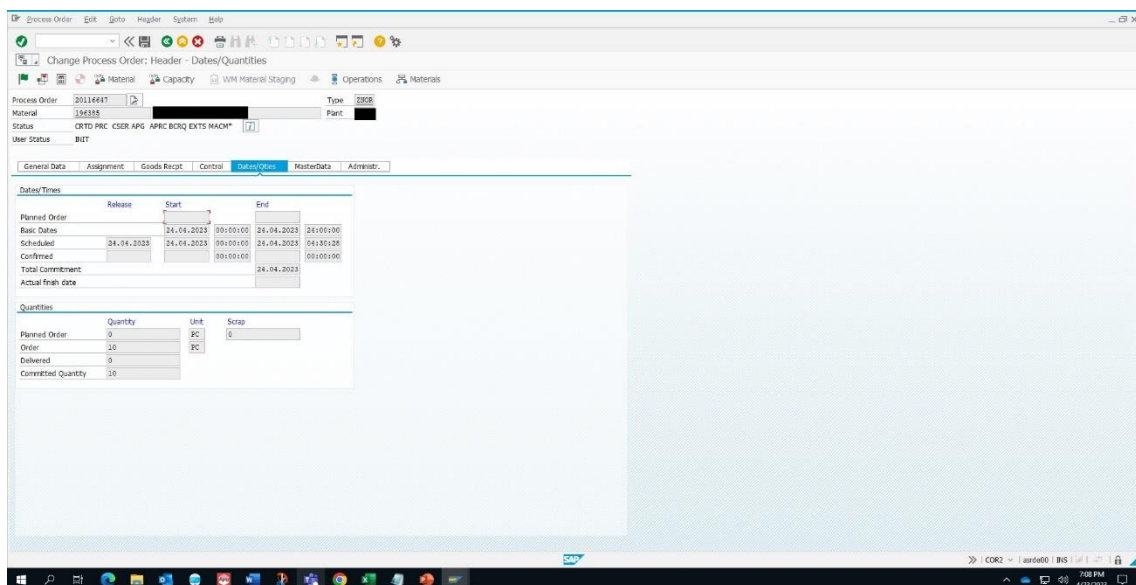 Process Order Edit Goto Header System Help
Change Process Order: Header - Dates/Quantities
Material Capacity WM Material Staging Operations Materials
Process Order 20116647 Type
Material 196385 Plant
Status CRTD PRC CSER APG APRC BCRQ EXTS MACM*
User Status INIT
General Data Assignment Goods Recpt Control Dates/Qties MasterData Administr.
Dates/Times
Release Start End
Planned Order
Basic Dates 24.04.2023 00:00:00 24.04.2023 24:00:00
Scheduled 24.04.2023 24.04.2023 00:00:00 24.04.2023 04:30:28
Confirmed 00:00:00 00:00:00
Total Commitment 24.04.2023
Actual finish date
Quantities
Quantity Unit Scrap
Planned Order 0 PC 0
Order 10 PC
Delivered 0
Committed Quantity 10
SAP
COR2 INS
7:08 PM